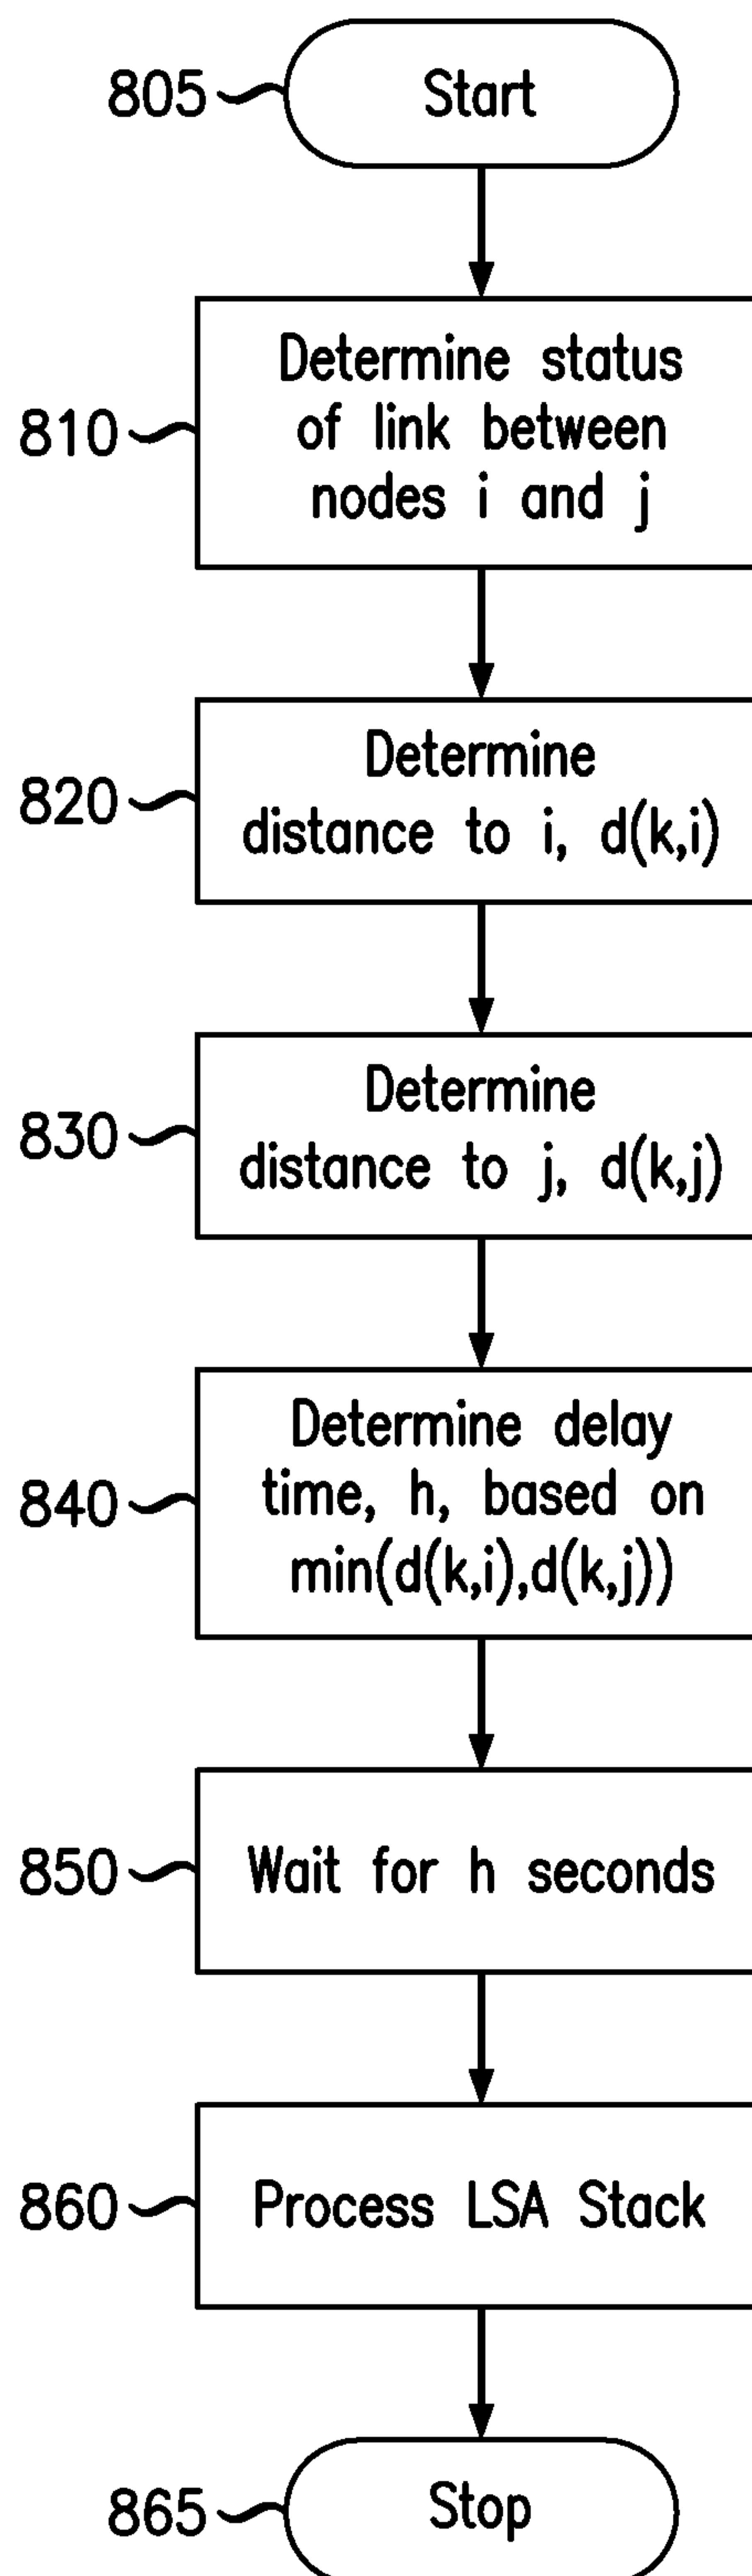 805
Start
810
Determine status
of link between
nodes i and j
820
Determine
distance to i, d(k,i)
830
Determine
distance to j, d(k,j)
840
Determine delay
time, h, based on
min(d(k,i),d(k,j))
850
Wait for h seconds
860
Process LSA Stack
865
Stop